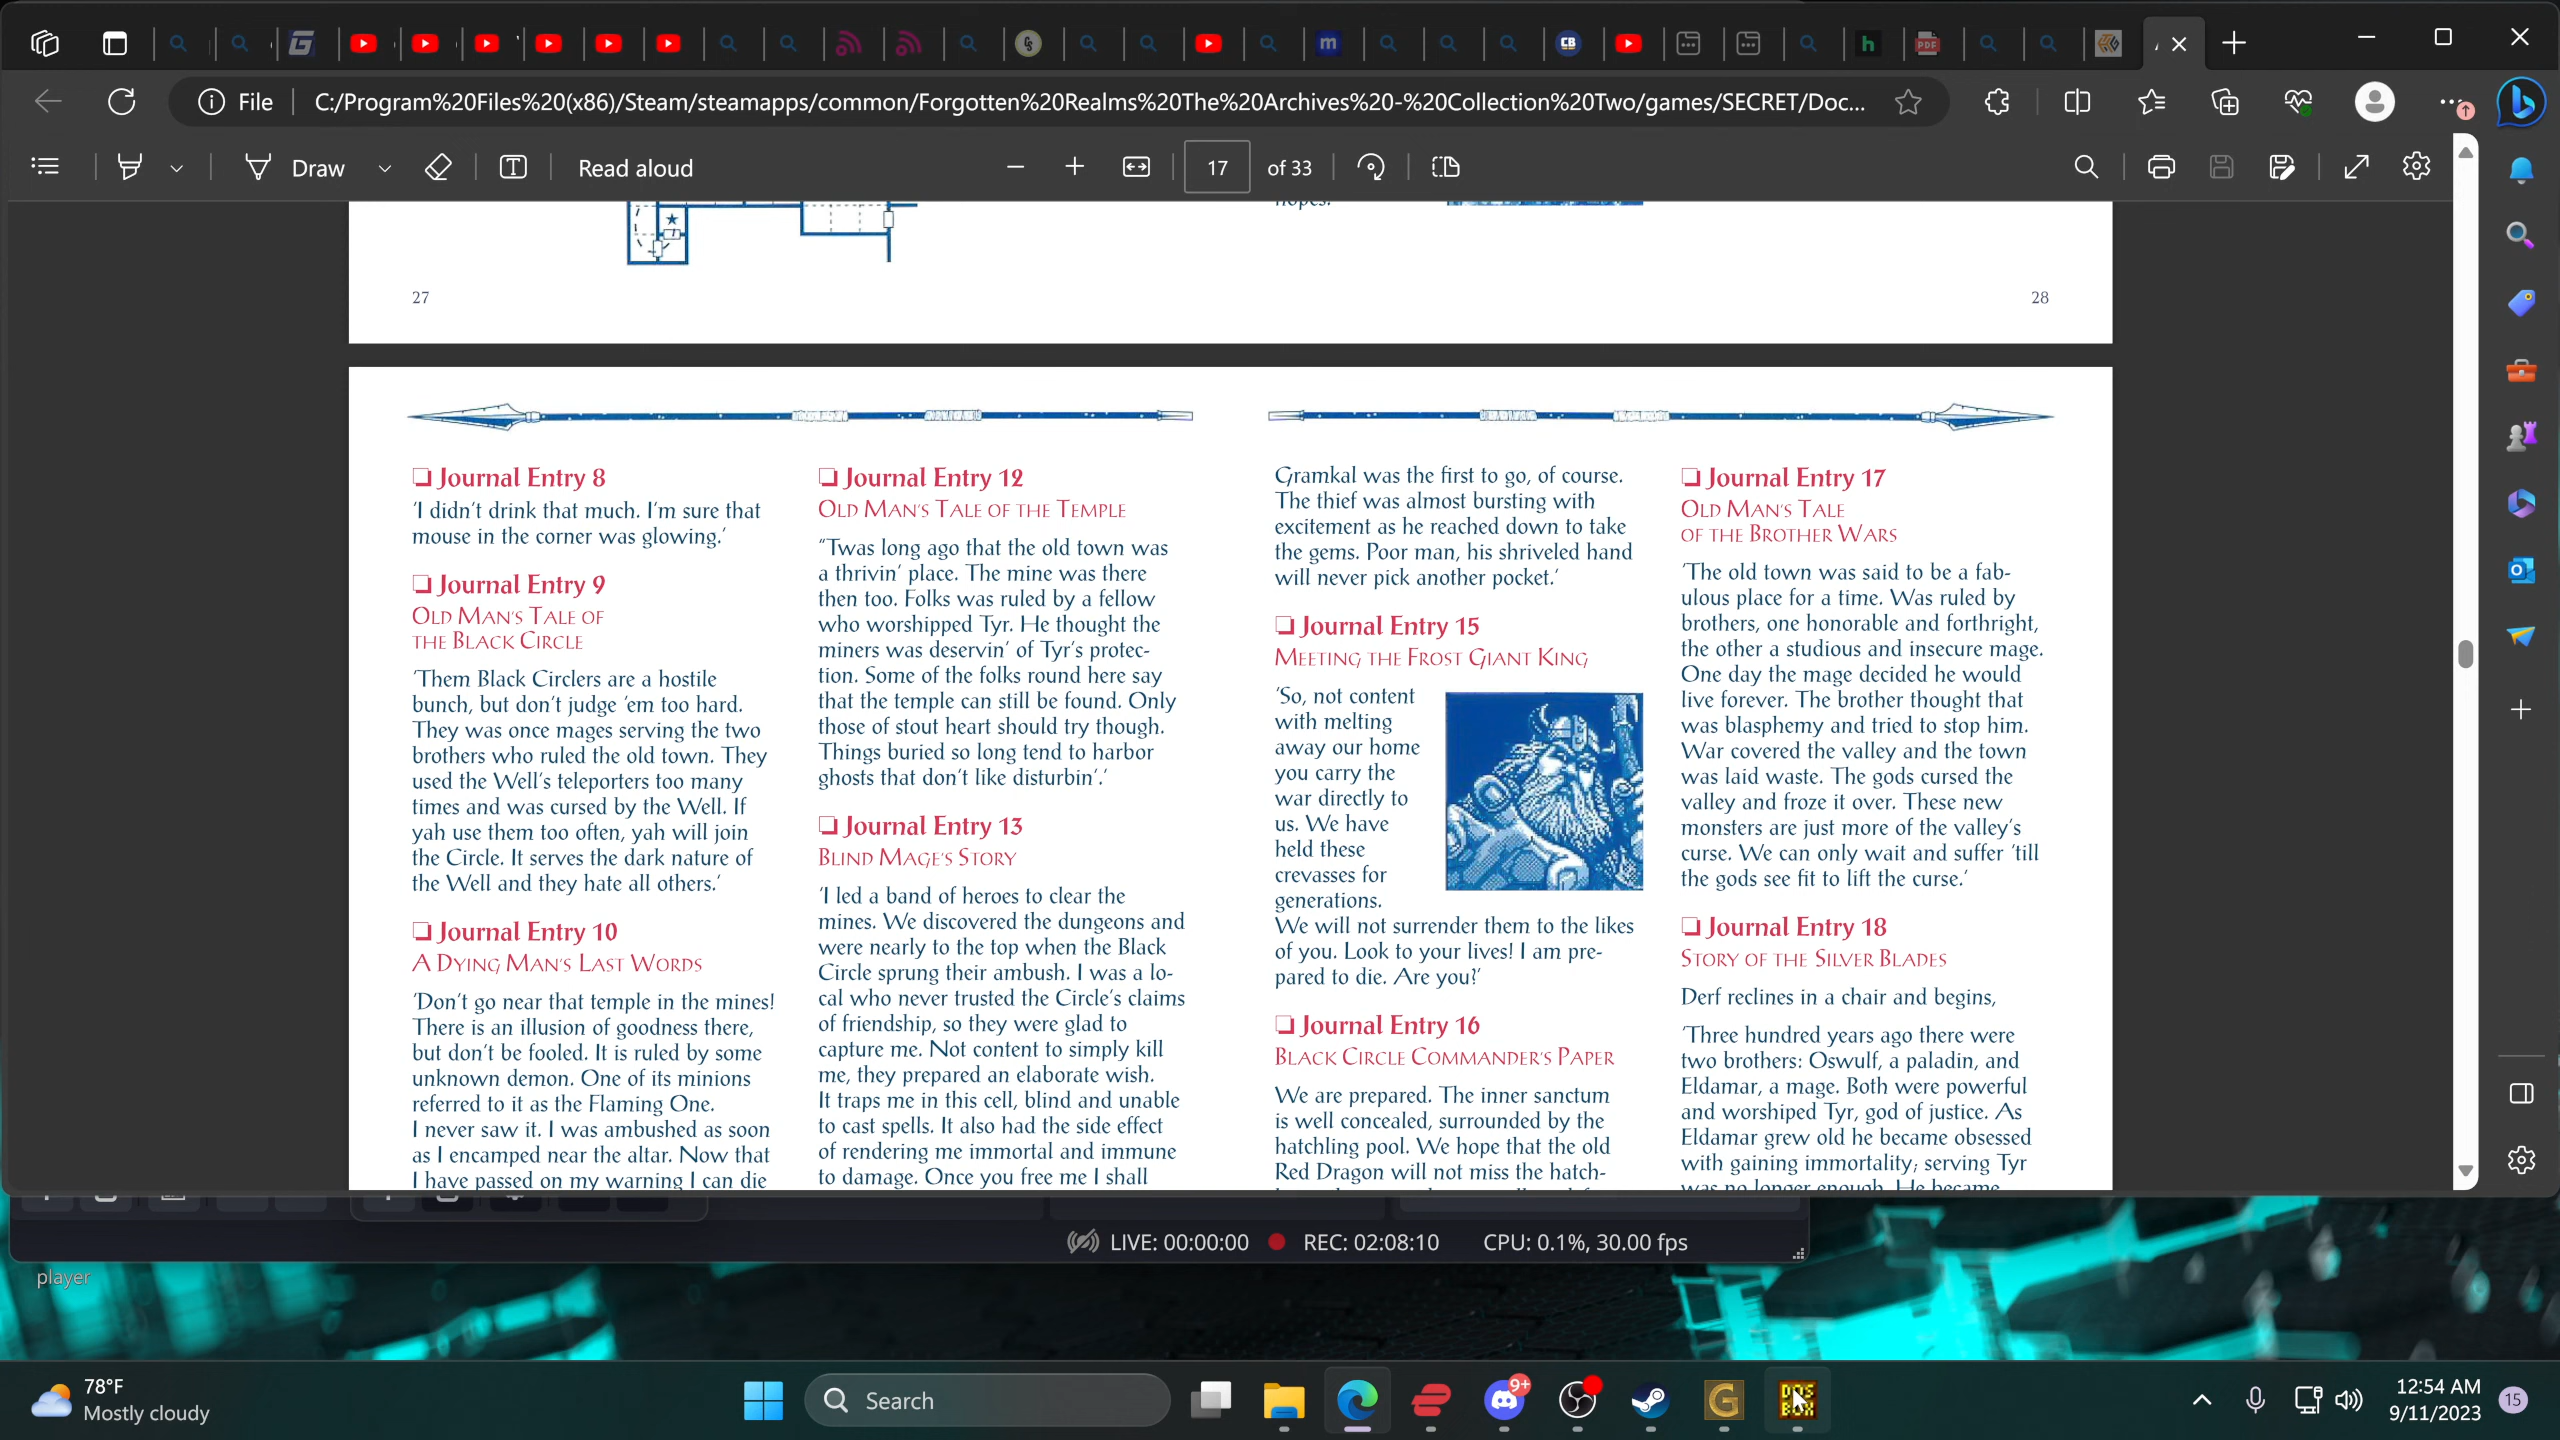 File
C:/Program%20Files%20(x86)/Steam/steamapps/common/Forgotten%20Realms%20The%20Archives%20-%20Collection%20Two/games/SECRET/Doc...
Draw
Read aloud
17 of 33
hopes.
27
28
Journal Entry 8
'I didn't drink that much. I'm sure that
mouse in the corner was glowing.'
Journal Entry 9
Old Man's Tale of
the Black Circle
'Them Black Circlers are a hostile
bunch, but don't judge 'em too hard.
They was once mages serving the two
brothers who ruled the old town. They
used the Well's teleporters too many
times and was cursed by the Well. If
yah use them too often, yah will join
the Circle. It serves the dark nature of
the Well and they hate all others.'
Journal Entry 10
A Dying Man's Last Words
'Don't go near that temple in the mines!
There is an illusion of goodness there,
but don't be fooled. It is ruled by some
unknown demon. One of its minions
referred to it as the Flaming One.
I never saw it. I was ambushed as soon
as I encamped near the altar. Now that
I have passed on my warning I can die
Journal Entry 12
Old Man's Tale of the Temple
"Twas long ago that the old town was
a thrivin' place. The mine was there
then too. Folks was ruled by a fellow
who worshipped Tyr. He thought the
miners was deservin' of Tyr's protec-
tion. Some of the folks round here say
that the temple can still be found. Only
those of stout heart should try though.
Things buried so long tend to harbor
ghosts that don't like disturbin'.'
Journal Entry 13
Blind Mage's Story
'I led a band of heroes to clear the
mines. We discovered the dungeons and
were nearly to the top when the Black
Circle sprung their ambush. I was a lo-
cal who never trusted the Circle's claims
of friendship, so they were glad to
capture me. Not content to simply kill
me, they prepared an elaborate wish.
It traps me in this cell, blind and unable
to cast spells. It also had the side effect
of rendering me immortal and immune
to damage. Once you free me I shall
Gramkal was the first to go, of course.
The thief was almost bursting with
excitement as he reached down to take
the gems. Poor man, his shriveled hand
will never pick another pocket.'
Journal Entry 15
Meeting the Frost Giant King
'So, not content
with melting
away our home
you carry the
war directly to
us. We have
held these
crevasses for
generations.
We will not surrender them to the likes
of you. Look to your lives! I am pre-
pared to die. Are you?'
Journal Entry 16
Black Circle Commander's Paper
We are prepared. The inner sanctum
is well concealed, surrounded by the
hatchling pool. We hope that the old
Red Dragon will not miss the hatch-
Journal Entry 17
Old Man's Tale
of the Brother Wars
'The old town was said to be a fab-
ulous place for a time. Was ruled by
brothers, one honorable and forthright,
the other a studious and insecure mage.
One day the mage decided he would
live forever. The brother thought that
was blasphemy and tried to stop him.
War covered the valley and the town
was laid waste. The gods cursed the
valley and froze it over. These new
monsters are just more of the valley's
curse. We can only wait and suffer 'till
the gods see fit to lift the curse.'
Journal Entry 18
Story of the Silver Blades
Derf reclines in a chair and begins,
'Three hundred years ago there were
two brothers: Oswulf, a paladin, and
Eldamar, a mage. Both were powerful
and worshiped Tyr, god of justice. As
Eldamar grew old he became obsessed
with gaining immortality; serving Tyr
was no longer enough. He became
LIVE: 00:00:00
REC: 02:08:10
CPU: 0.1%, 30.00 fps
player
78°F
Mostly cloudy
Search
9+
DOS
BOX
12:54 AM
9/11/2023
15